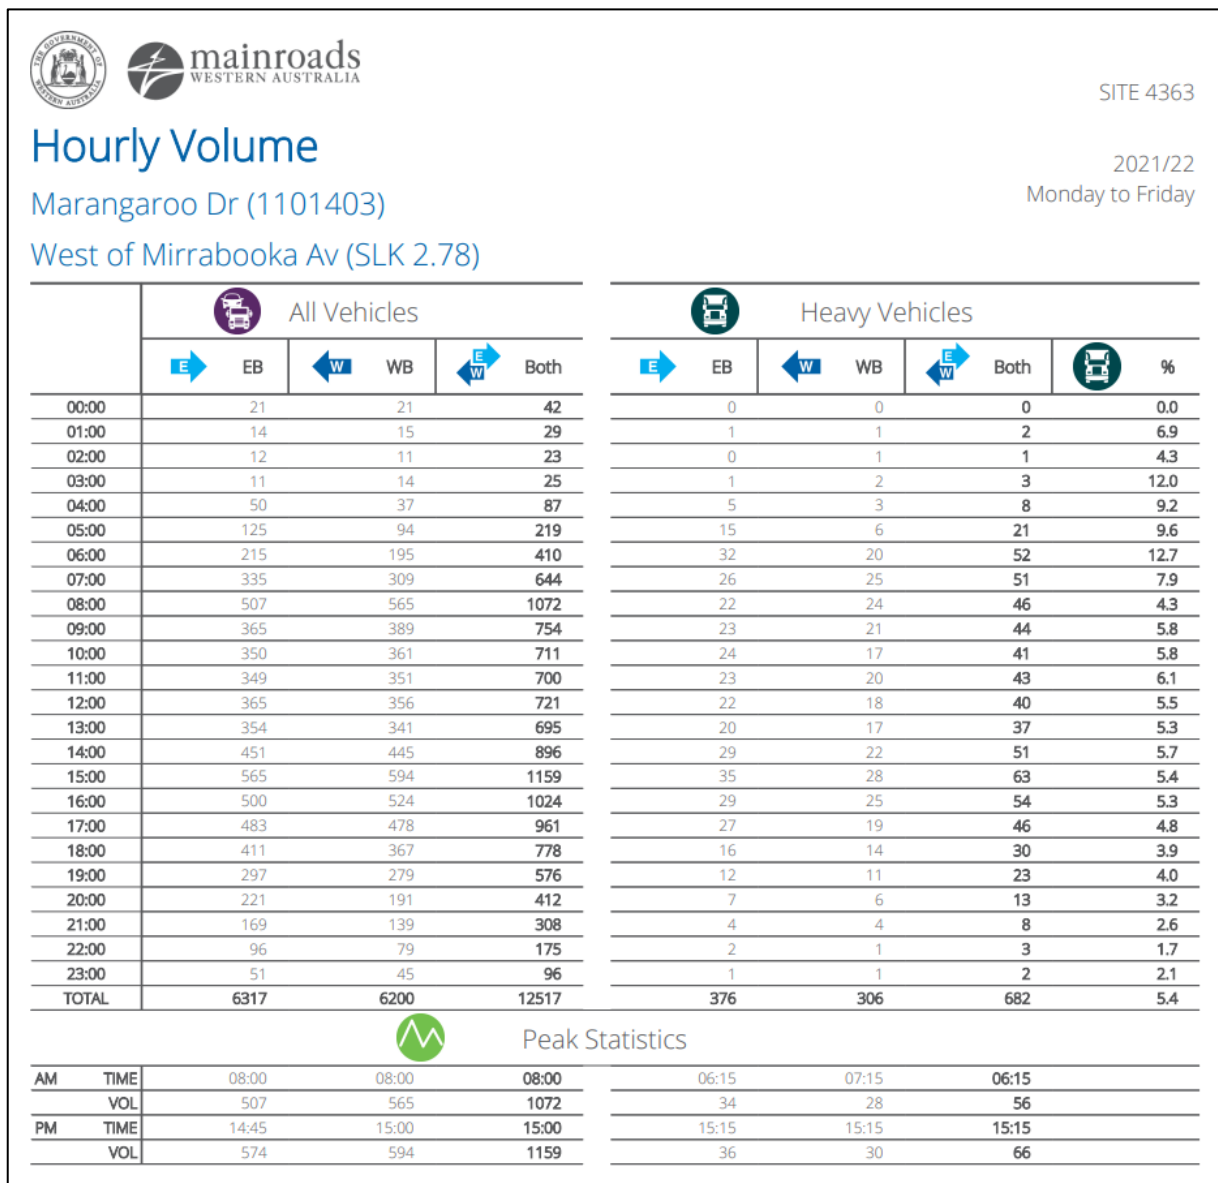 THE GOVERNMENT OF WESTERN AUSTRALIA
mainroads
WESTERN AUSTRALIA
SITE 4363
Hourly Volume
2021/22
Marangaroo Dr (1101403)
Monday to Friday
West of Mirrabooka Av (SLK 2.78)
All Vehicles Heavy Vehicles
E EB W WB E W Both E EB W WB E W Both %
00:00 21 21 42 0 0 0 0.0
01:00 14 15 29 1 1 2 6.9
02:00 12 11 23 0 1 1 4.3
03:00 11 14 25 1 2 3 12.0
04:00 50 37 87 5 3 8 9.2
05:00 125 94 219 15 6 21 9.6
06:00 215 195 410 32 20 52 12.7
07:00 335 309 644 26 25 51 7.9
08:00 507 565 1072 22 24 46 4.3
09:00 365 389 754 23 21 44 5.8
10:00 350 361 711 24 17 41 5.8
11:00 349 351 700 23 20 43 6.1
12:00 365 356 721 22 18 40 5.5
13:00 354 341 695 20 17 37 5.3
14:00 451 445 896 29 22 51 5.7
15:00 565 594 1159 35 28 63 5.4
16:00 500 524 1024 29 25 54 5.3
17:00 483 478 961 27 19 46 4.8
18:00 411 367 778 16 14 30 3.9
19:00 297 279 576 12 11 23 4.0
20:00 221 191 412 7 6 13 3.2
21:00 169 139 308 4 4 8 2.6
22:00 96 79 175 2 1 3 1.7
23:00 51 45 96 1 1 2 2.1
TOTAL 6317 6200 12517 376 306 682 5.4
Peak Statistics
AM TIME 08:00 08:00 08:00 06:15 07:15 06:15
VOL 507 565 1072 34 28 56
PM TIME 14:45 15:00 15:00 15:15 15:15 15:15
VOL 574 594 1159 36 30 66